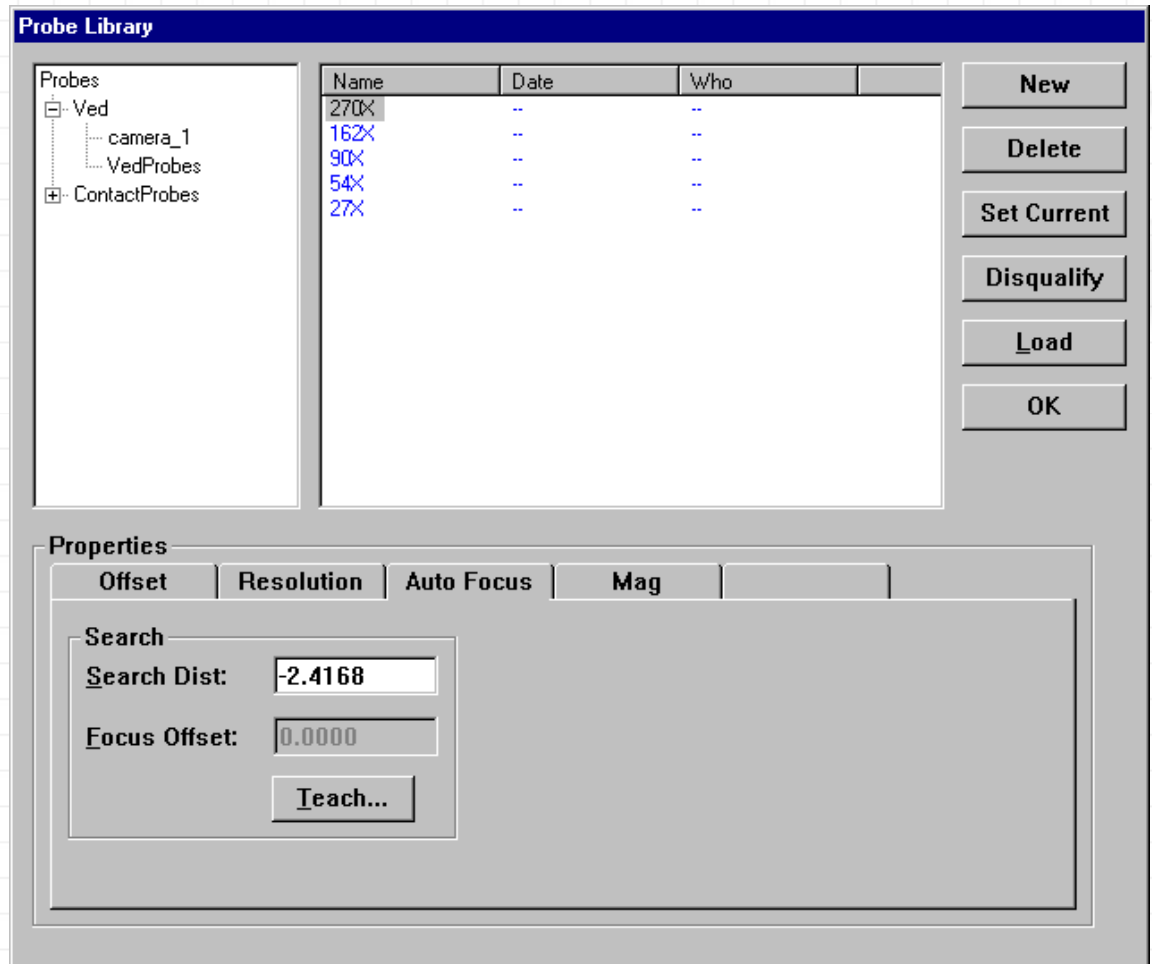 Probe Library
Probes
Ved
camera_1
VedProbes
ContactProbes
Name Date Who
270X -- --
162X -- --
90X -- --
54X -- --
27X -- --
New
Delete
Set Current
Disqualify
Load
OK
Properties
Offset Resolution Auto Focus Mag
Search
Search Dist: -2.4168
Focus Offset: 0.0000
Teach...